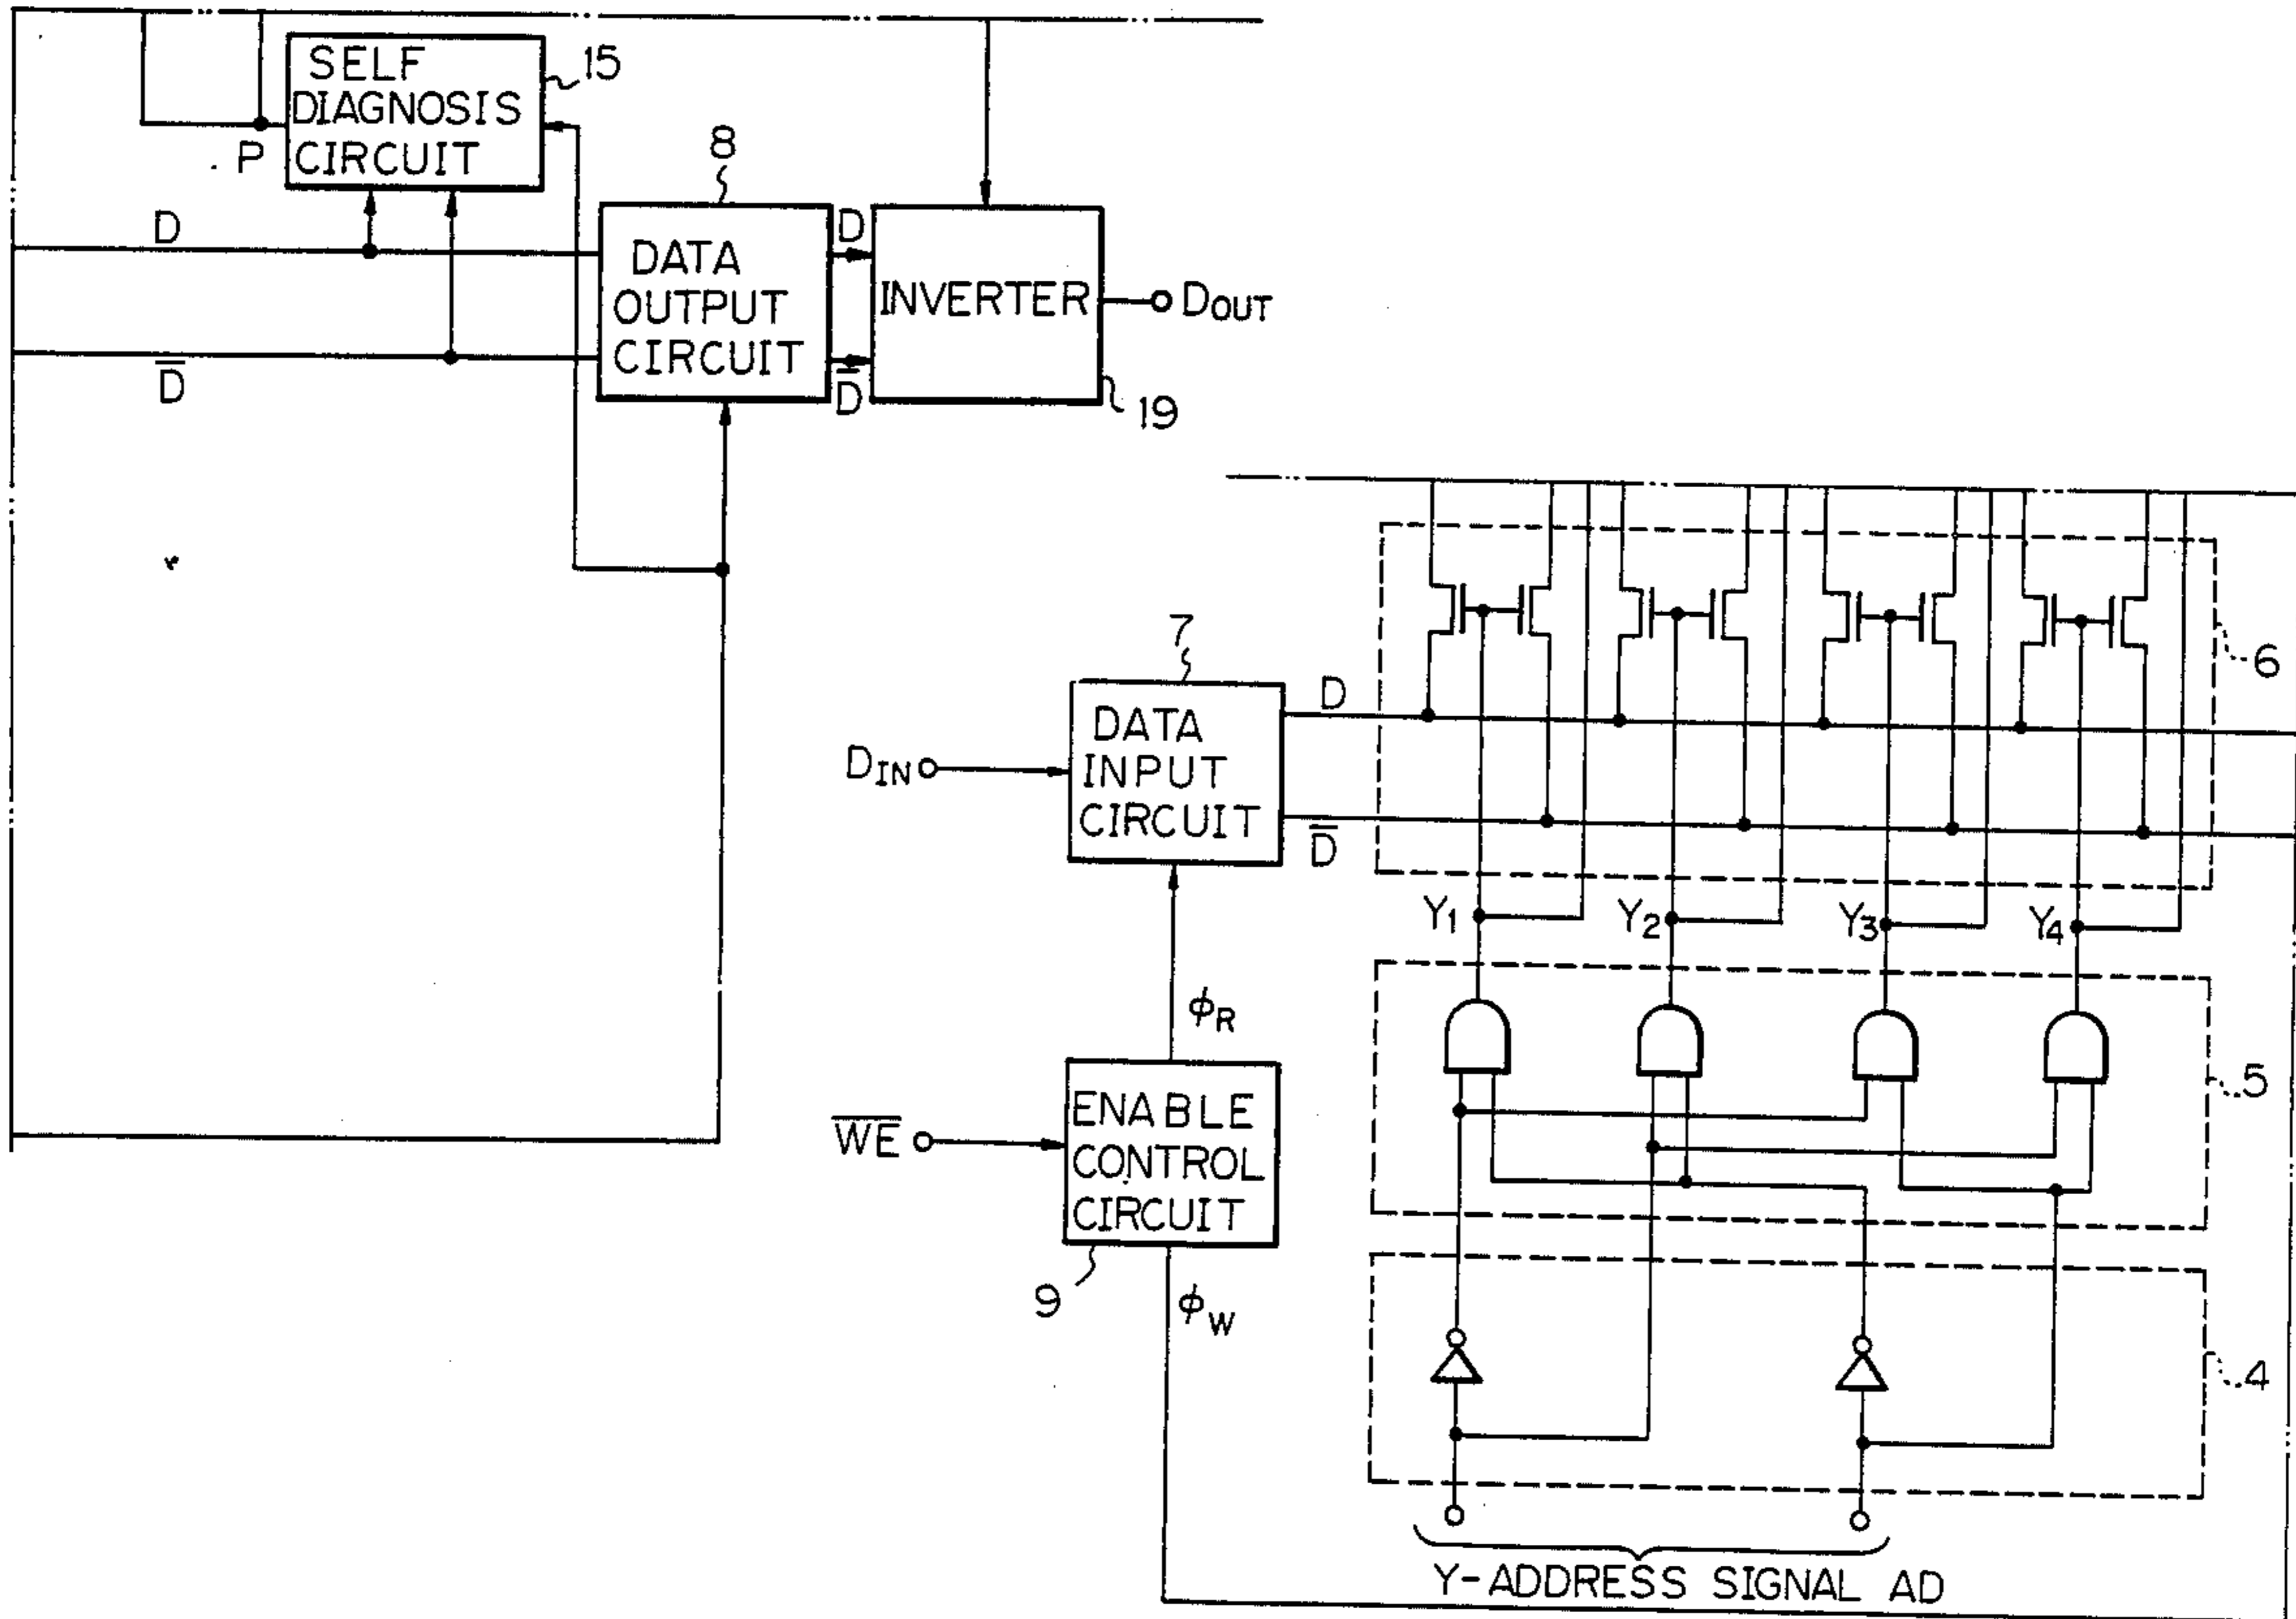 SELF
DIAGNOSIS
CIRCUIT
15
P
D
D̅
8
DATA
OUTPUT
CIRCUIT
D
D̅
INVERTER
DOUT
19
7
DIN
DATA
INPUT
CIRCUIT
D
D̅
6
Y1
Y2
Y3
Y4
ϕR
5
W̅E̅
ENABLE
CONTROL
CIRCUIT
9
ϕW
4
Y-ADDRESS SIGNAL AD